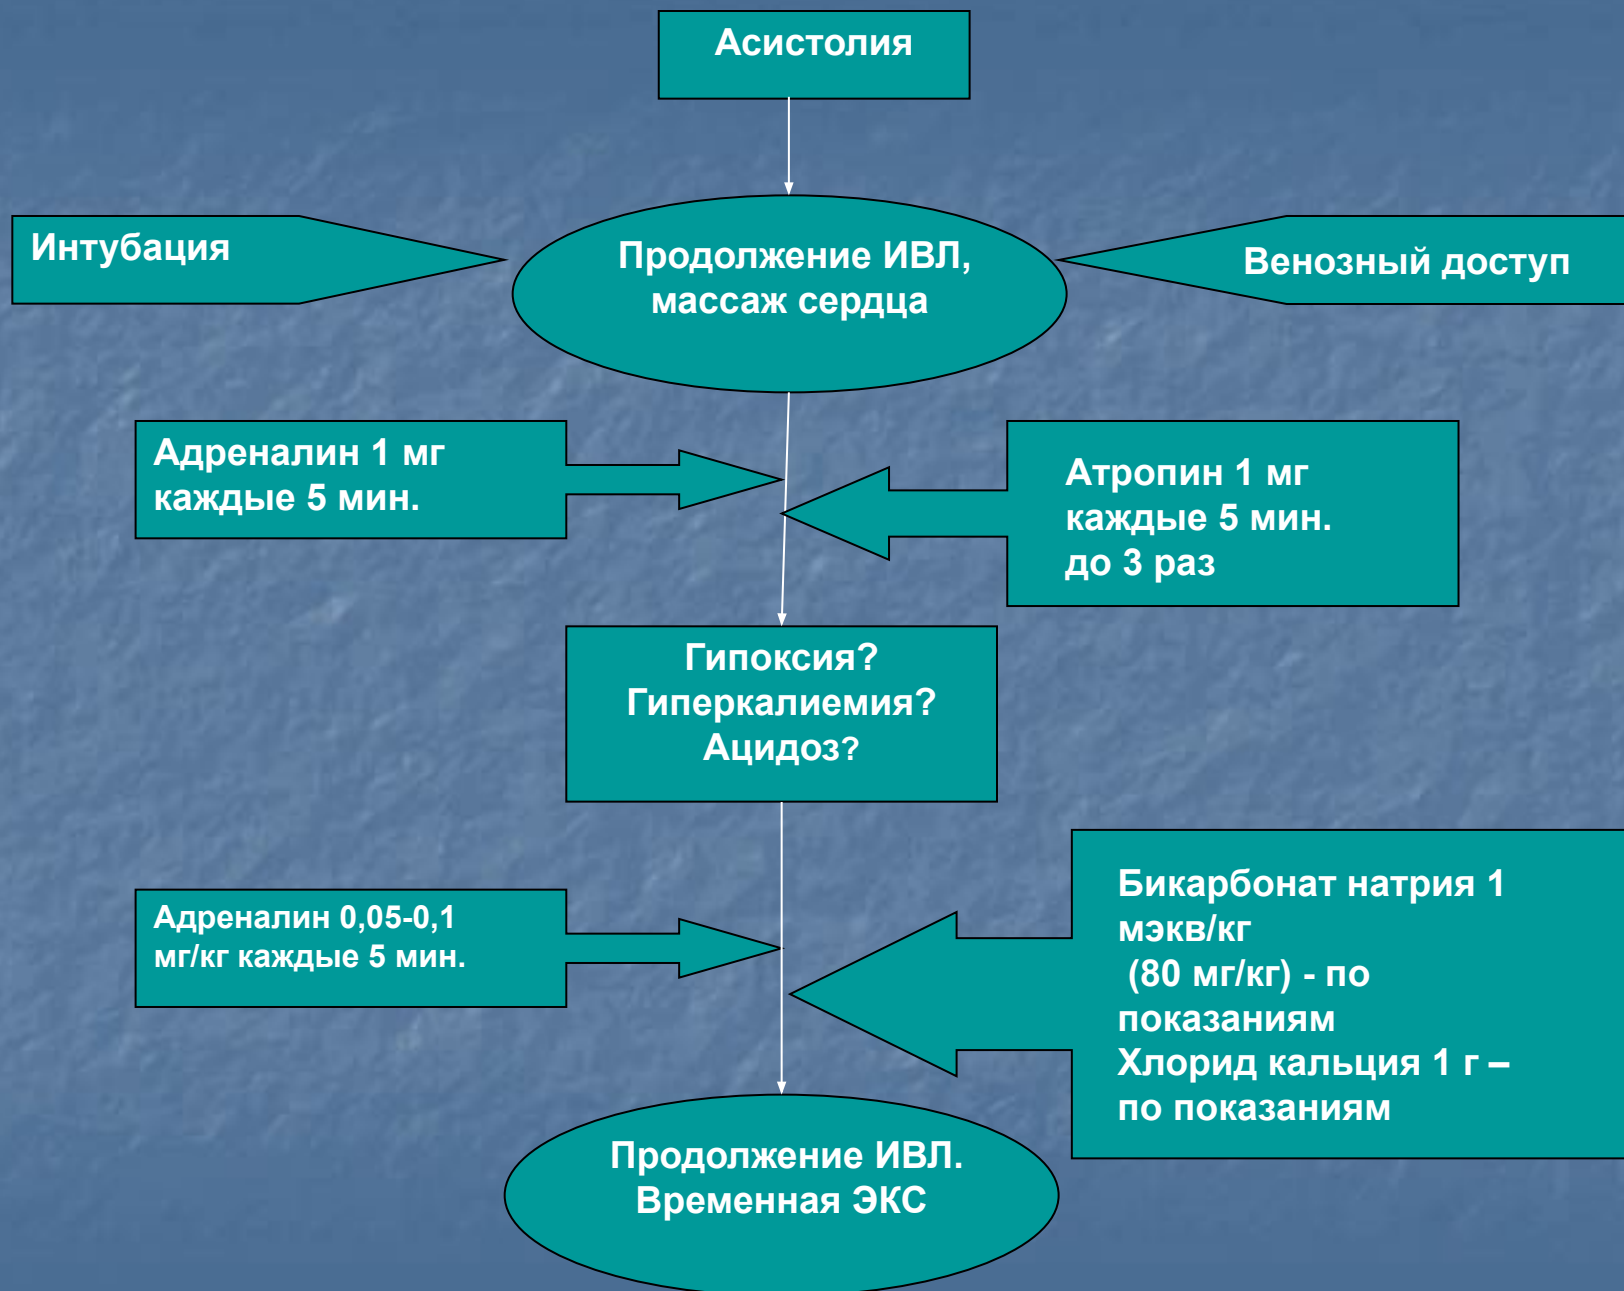 Асистолия
Интубация
Продолжение ИВЛ,
массаж сердца
Венозный доступ
Адреналин 1 мг
каждые 5 мин.
Атропин 1 мг
каждые 5 мин.
до 3 раз
Гипоксия?
Гиперкалиемия?
Ацидоз?
Адреналин 0,05-0,1
мг/кг каждые 5 мин.
Бикарбонат натрия 1
мэкв/кг
(80 мг/кг) - по
показаниям
Хлорид кальция 1 г –
по показаниям
Продолжение ИВЛ.
Временная ЭКС